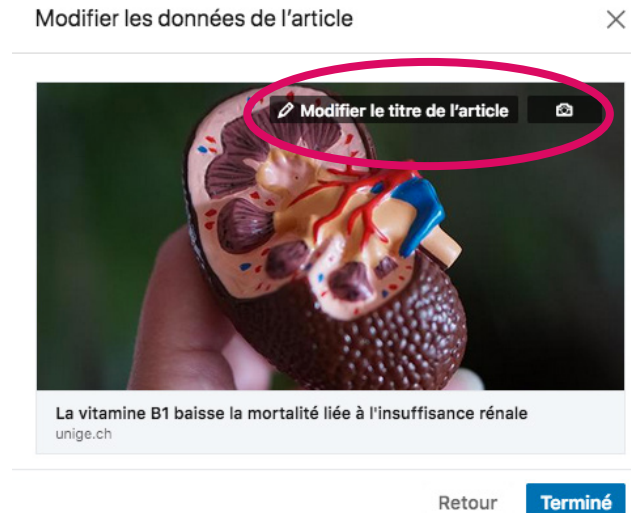 Modifier les données de l’article
Modifier le titre de l’article
La vitamine B1 baisse la mortalité liée à l'insuffisance rénale
unige.ch
Retour
Terminé